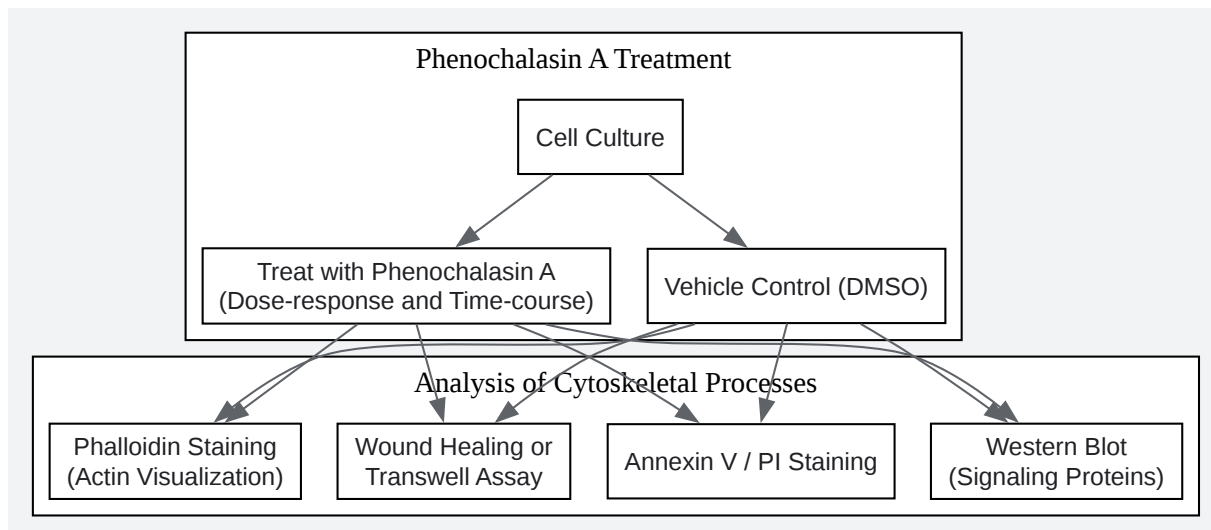 Phenochalasin A Treatment
Cell Culture
Treat with Phenochalasin A
(Dose-response and Time-course)
Vehicle Control (DMSO)
Analysis of Cytoskeletal Processes
Phalloidin Staining
(Actin Visualization)
Wound Healing or
Transwell Assay
Annexin V / PI Staining
Western Blot
(Signaling Proteins)